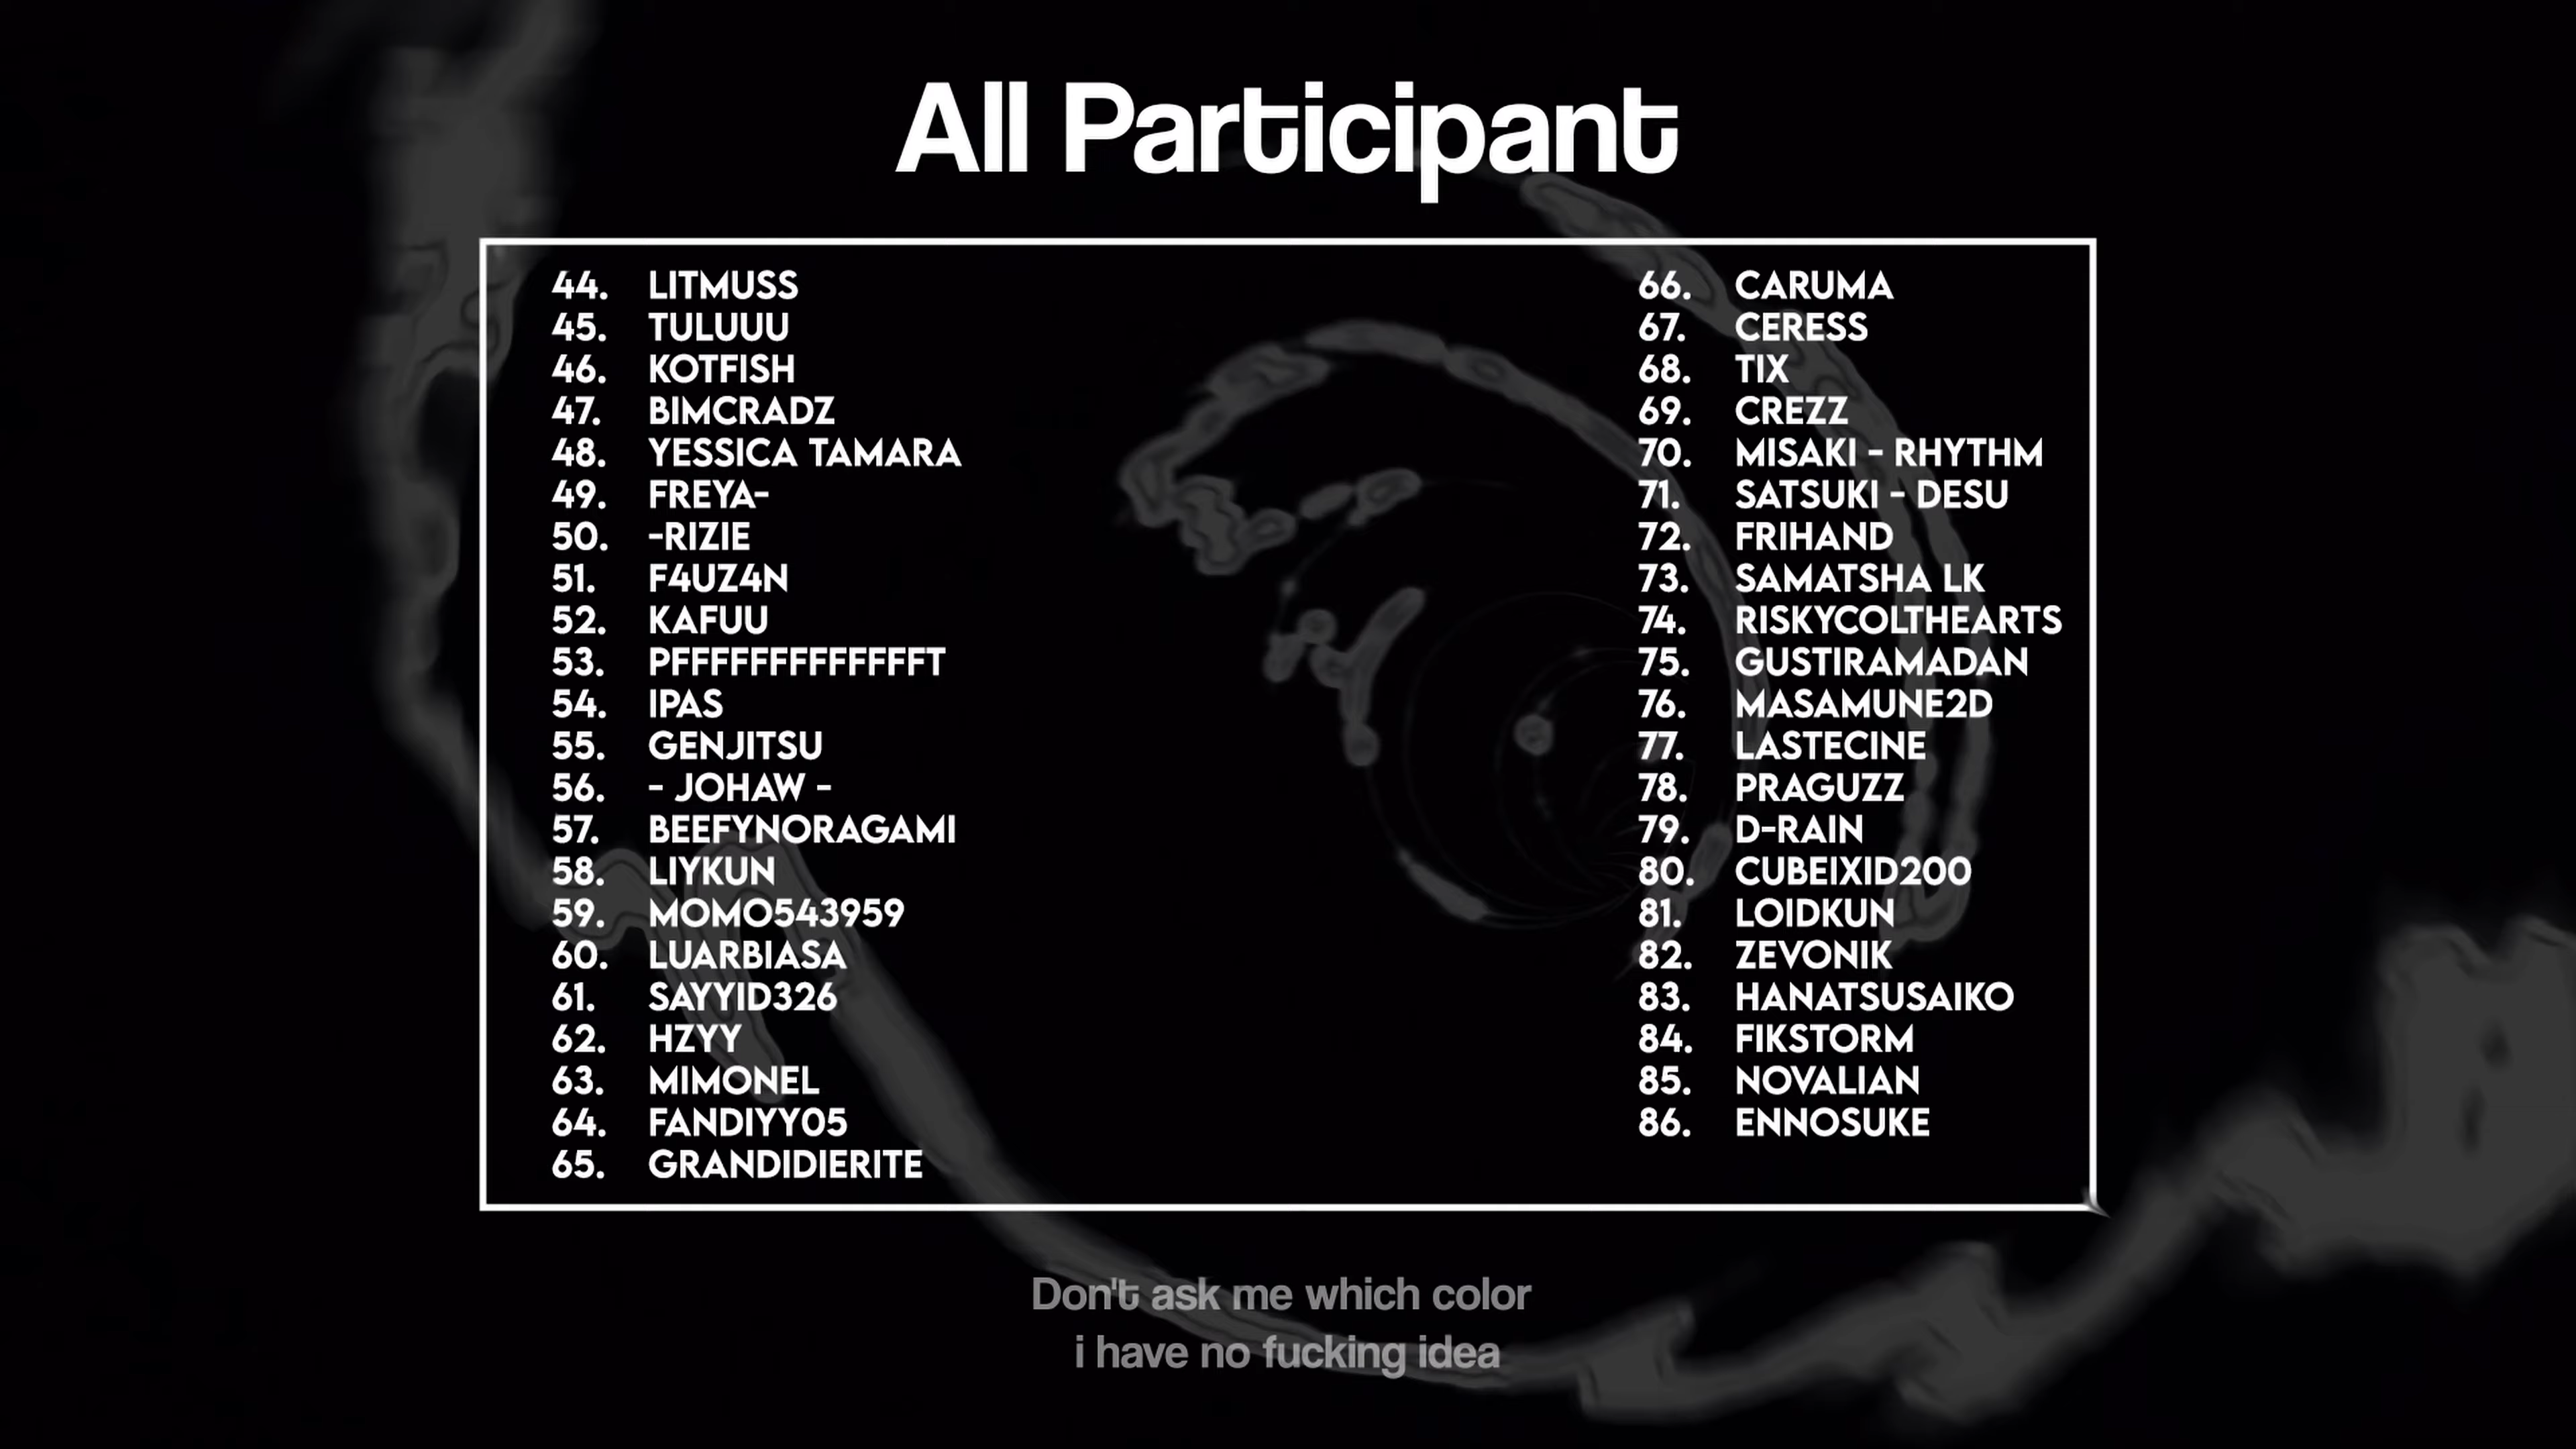 All Participant
44. LITMUSS
45. TULUUU
46. KOTFISH
47. BIMCRADZ
48. YESSICA TAMARA
49. FREYA-
50. -RIZIE
51. F4UZ4N
52. KAFUU
53. PFFFFFFFFFFFFFFT
54. IPAS
55. GENJITSU
56. - JOHAW -
57. BEEFYNORAGAMI
58. LIYKUN
59. MOMO543959
60. LUARBIASA
61. SAYYID326
62. HZYY
63. MIMONEL
64. FANDIYY05
65. GRANDIDIERITE
66. CARUMA
67. CERESS
68. TIX
69. CREZZ
70. MISAKI - RHYTHM
71. SATSUKI - DESU
72. FRIHAND
73. SAMATSHA LK
74. RISKYCOLTHEARTS
75. GUSTIRAMADAN
76. MASAMUNE2D
77. LASTECINE
78. PRAGUZZ
79. D-RAIN
80. CUBEIXID200
81. LOIDKUN
82. ZEVONIK
83. HANATSUSAIKO
84. FIKSTORM
85. NOVALIAN
86. ENNOSUKE
Don't ask me which color
i have no fucking idea